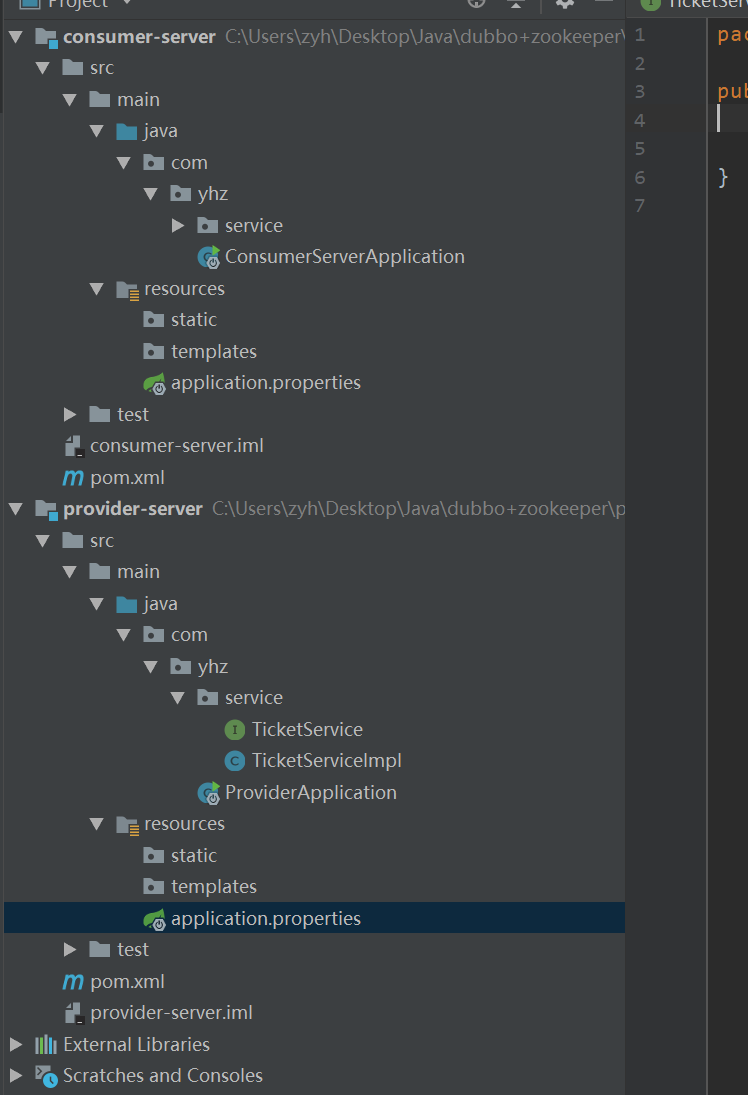 Project
consumer-server C:\Users\zyh\Desktop\Java\dubbo+zookeeper\
src
main
java
com
yhz
service
ConsumerServerApplication
resources
static
templates
application.properties
test
consumer-server.iml
pom.xml
provider-server C:\Users\zyh\Desktop\Java\dubbo+zookeeper\p
src
main
java
com
yhz
service
TicketService
TicketServiceImpl
ProviderApplication
resources
static
templates
application.properties
test
pom.xml
provider-server.iml
External Libraries
Scratches and Consoles
TicketServ
1 pac
2
3 pub
4
5
6 }
7